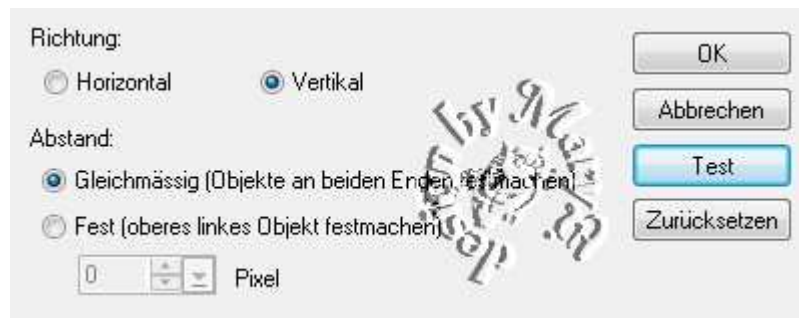 Richtung:
Horizontal
Vertikal
Abstand:
Gleichmässig (Objekte an beiden Enden festmachen)
Fest (oberes linkes Objekt festmachen)
0
Pixel
OK
Abbrechen
Test
Zurücksetzen